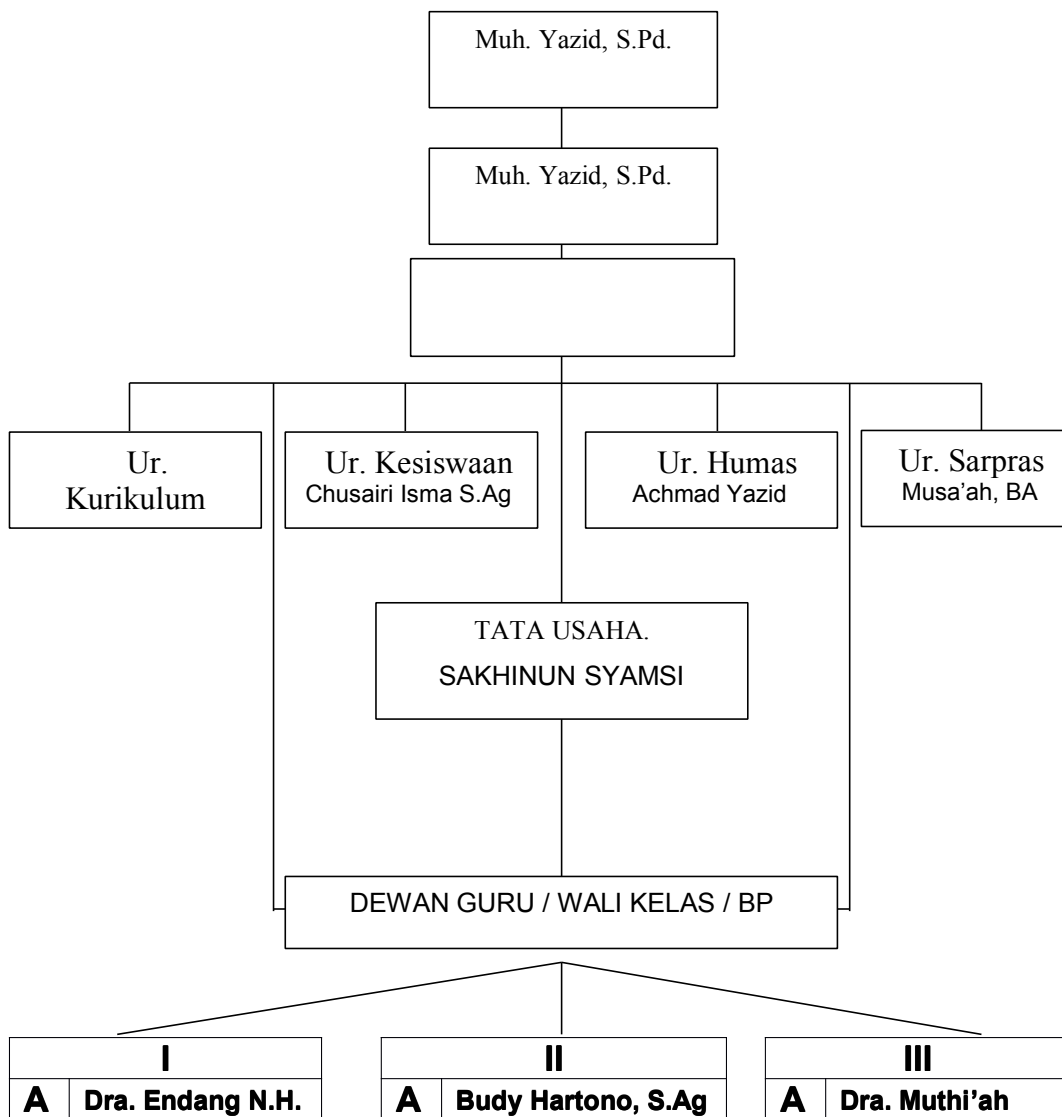 Muh. Yazid, S.Pd.
Muh. Yazid, S.Pd.
Ur.
Kurikulum
Ur. Kesiswaan
Chusairi Isma S.Ag
Ur. Humas
Achmad Yazid
Ur. Sarpras
Musa’ah, BA
TATA USAHA.
SAKHINUN SYAMSI
DEWAN GURU / WALI KELAS / BP
I
A Dra. Endang N.H.
II
A Budy Hartono, S.Ag
III
A Dra. Muthi’ah